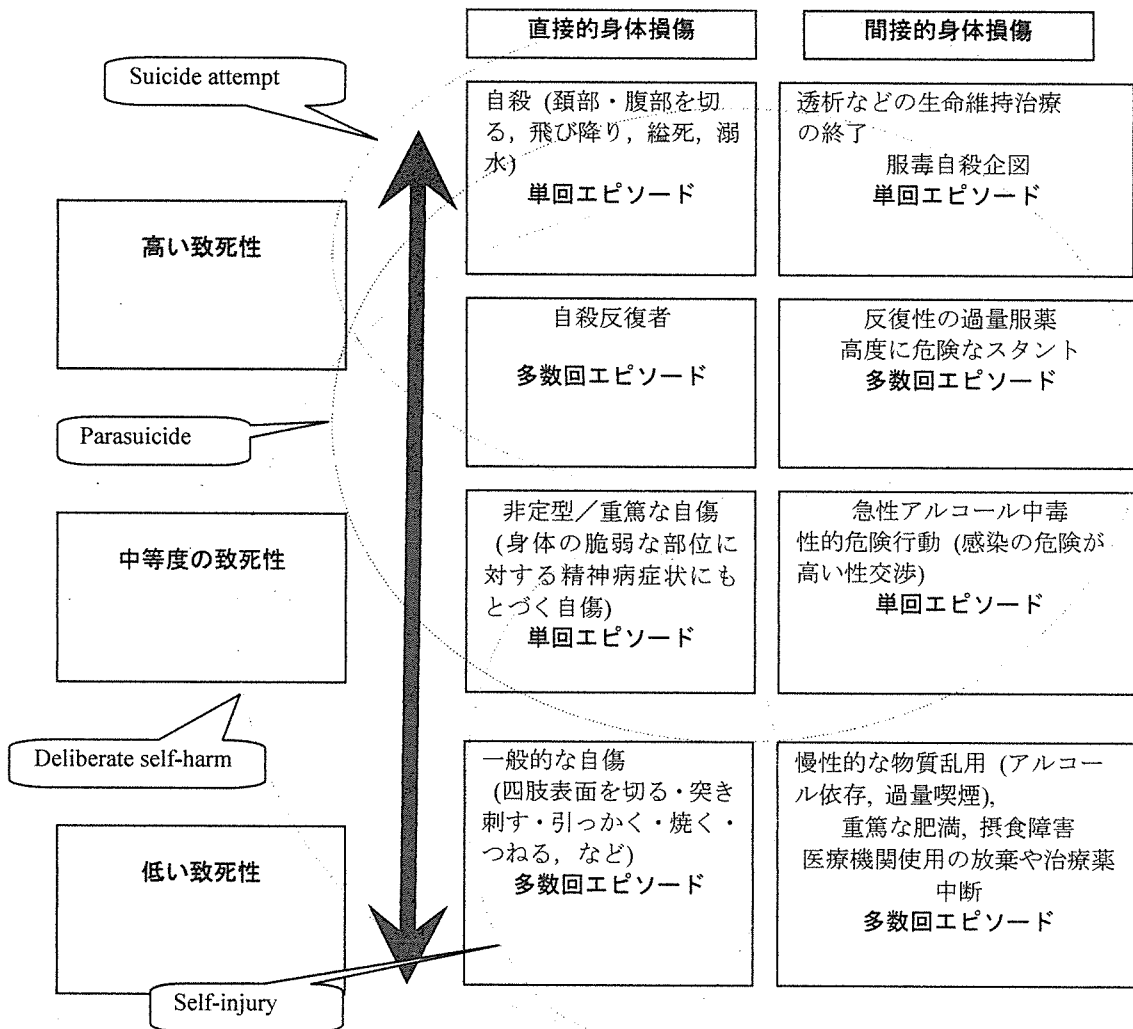 直接的身体損傷
間接的身体損傷
Suicide attempt
自殺 (頚部・腹部を切
る, 飛び降り, 縊死, 溺
水)
単回エピソード
透析などの生命維持治療
の終了
服毒自殺企図
単回エピソード
高い致死性
自殺反復者
多数回エピソード
反復性の過量服薬
高度に危険なスタント
多数回エピソード
Parasuicide
中等度の致死性
非定型／重篤な自傷
(身体の脆弱な部位に
対する精神病症状にも
とづく自傷)
単回エピソード
急性アルコール中毒
性的危険行動 (感染の危険が
高い性交渉)
単回エピソード
Deliberate self-harm
低い致死性
一般的な自傷
(四肢表面を切る・突き
刺す・引っかく・焼く・
つねる, など)
多数回エピソード
慢性的な物質乱用 (アルコー
ル依存, 過量喫煙),
重篤な肥満, 摂食障害
医療機関使用の放棄や治療薬
中断
多数回エピソード
Self-injury